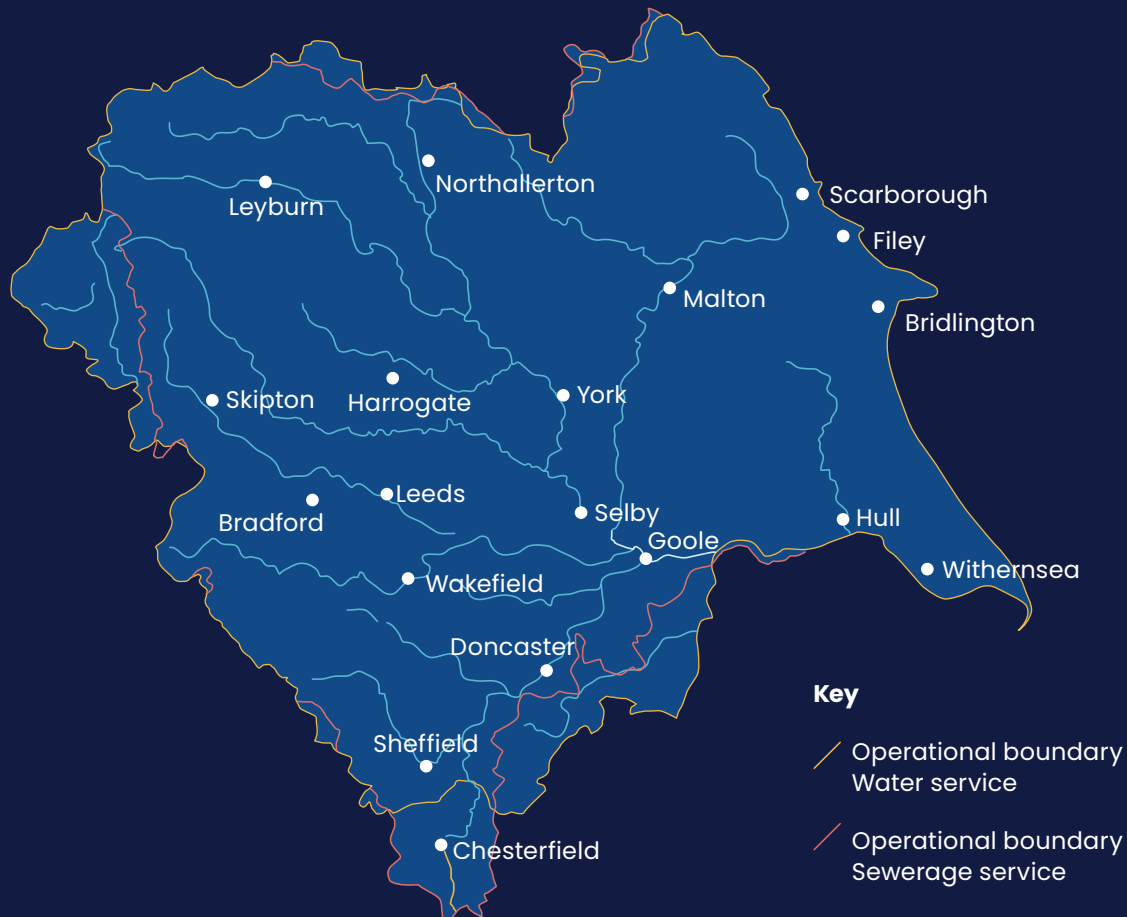 Northallerton
Leyburn
Scarborough
Filey
Malton
Bridlington
Skipton
Harrogate
York
Leeds
Bradford
Selby
Hull
Goole
Withernsea
Wakefield
Doncaster
Sheffield
Chesterfield
Key
Operational boundary
Water service
Operational boundary
Sewerage service